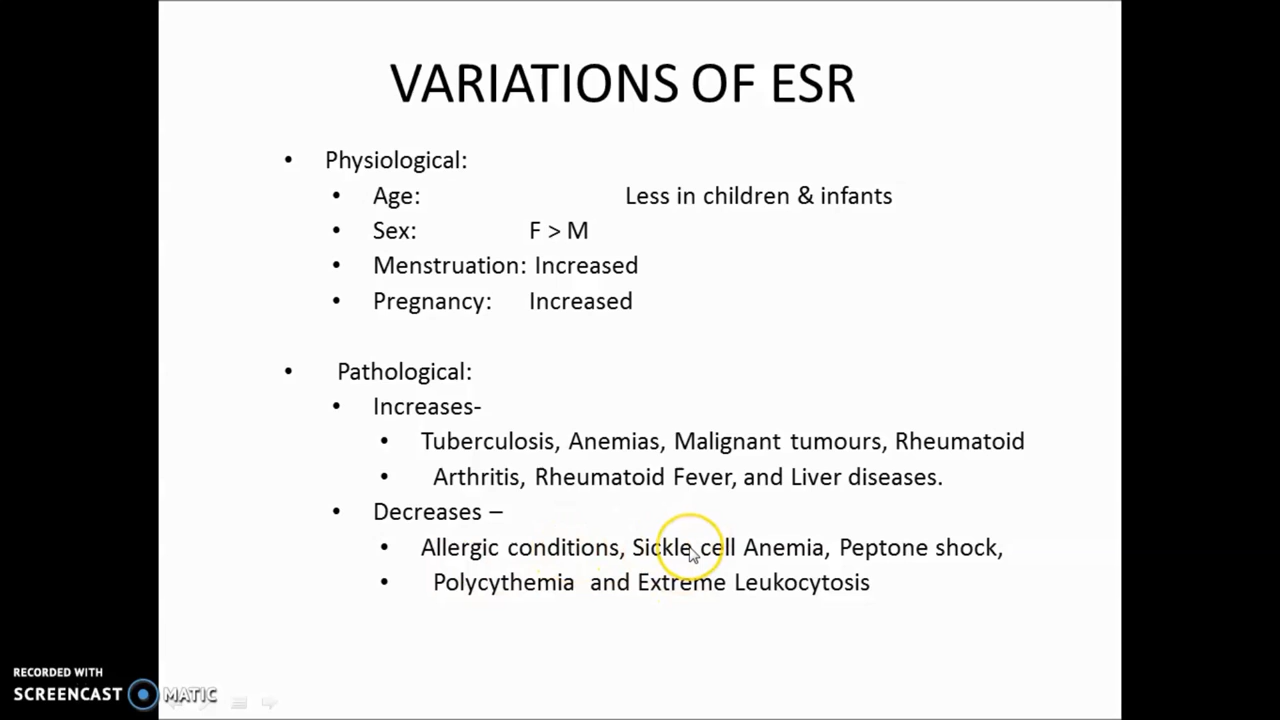 VARIATIONS OF ESR
• Physiological:
• Age: Less in children & infants
• Sex: F > M
• Menstruation: Increased
• Pregnancy: Increased
• Pathological:
• Increases-
• Tuberculosis, Anemias, Malignant tumours, Rheumatoid
• Arthritis, Rheumatoid Fever, and Liver diseases.
• Decreases –
• Allergic conditions, Sickle cell Anemia, Peptone shock,
• Polycythemia and Extreme Leukocytosis
RECORDED WITH
SCREENCAST MATIC